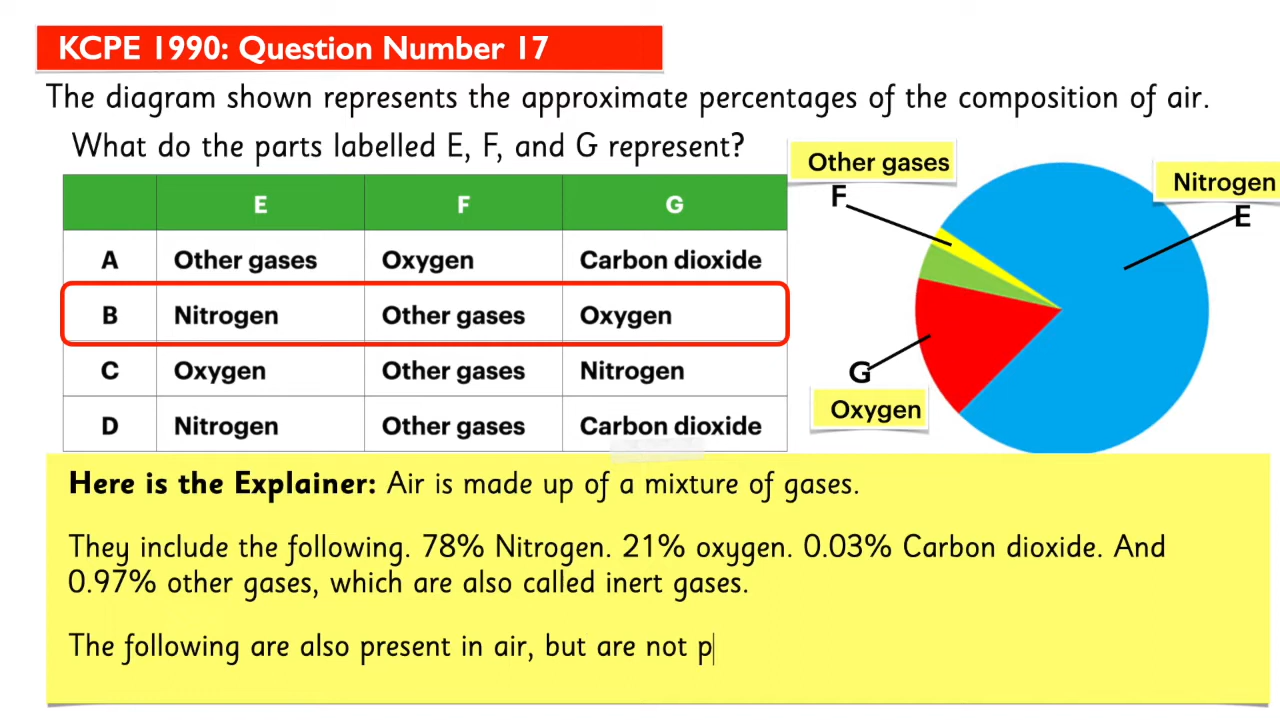 KCPE 1990: Question Number 17
The diagram shown represents the approximate percentages of the composition of air.
What do the parts labelled E, F, and G represent?
E F G
A Other gases Oxygen Carbon dioxide
B Nitrogen Other gases Oxygen
C Oxygen Other gases Nitrogen
D Nitrogen Other gases Carbon dioxide
Other gases
F
Nitrogen
E
G
Oxygen
Here is the Explainer: Air is made up of a mixture of gases.
They include the following. 78% Nitrogen. 21% oxygen. 0.03% Carbon dioxide. And
0.97% other gases, which are also called inert gases.
The following are also present in air, but are not p